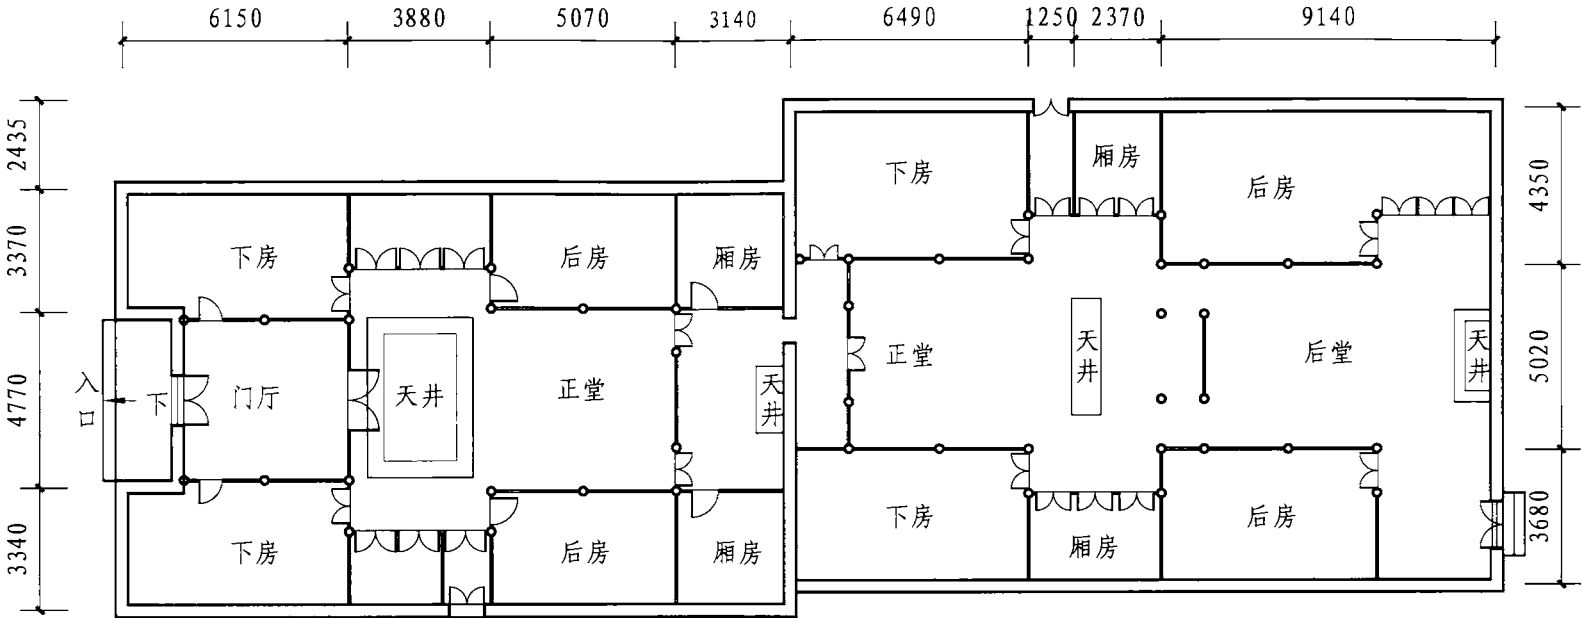 6150 3880 5070 3140 6490 1250 2370 9140
2435
3370
4770
3340
4350
5020
3680
下房
厢房
后房
下房
后房
厢房
入口
下
门厅
天井
正堂
天井
正堂
天井
后堂
天井
下房
后房
厢房
下房
厢房
后房